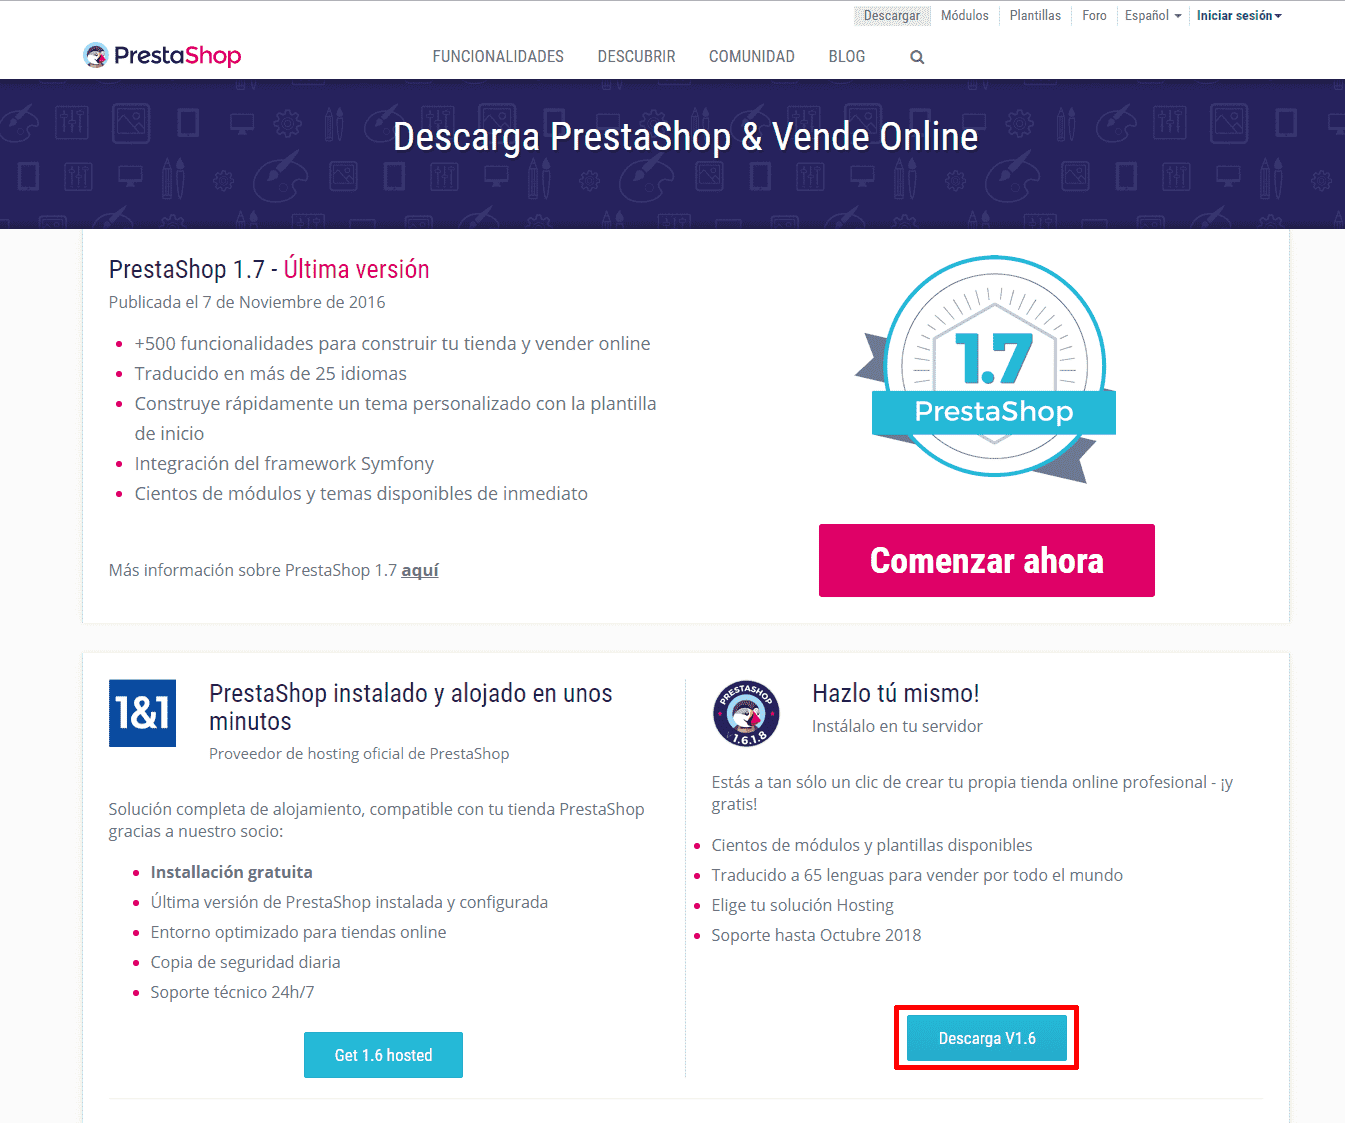 Descargar Módulos Plantillas Foro Español Iniciar sesión
PrestaShop FUNCIONALIDADES DESCUBRIR COMUNIDAD BLOG
Descarga PrestaShop & Vende Online
PrestaShop 1.7 - Última versión
Publicada el 7 de Noviembre de 2016
+500 funcionalidades para construir tu tienda y vender online
Traducido en más de 25 idiomas
Construye rápidamente un tema personalizado con la plantilla
de inicio
Integración del framework Symfony
Cientos de módulos y temas disponibles de inmediato
Más información sobre PrestaShop 1.7 aquí
1.7
PrestaShop
Comenzar ahora
1&1
PrestaShop instalado y alojado en unos
minutos
Proveedor de hosting oficial de PrestaShop
Solución completa de alojamiento, compatible con tu tienda PrestaShop
gracias a nuestro socio:
Installación gratuita
Última versión de PrestaShop instalada y configurada
Entorno optimizado para tiendas online
Copia de seguridad diaria
Soporte técnico 24h/7
Get 1.6 hosted
PRESTASHOP
V 1.6.1.8
Hazlo tú mismo!
Instálalo en tu servidor
Estás a tan sólo un clic de crear tu propia tienda online profesional - ¡y
gratis!
Cientos de módulos y plantillas disponibles
Traducido a 65 lenguas para vender por todo el mundo
Elige tu solución Hosting
Soporte hasta Octubre 2018
Descarga V1.6